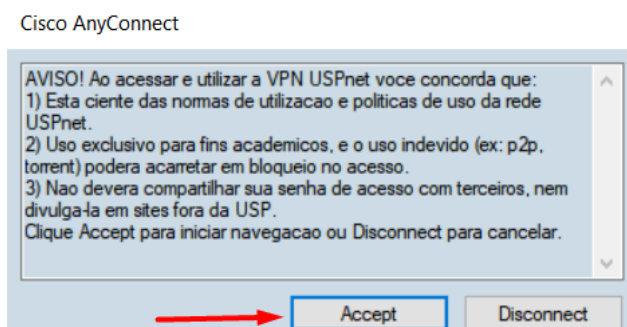 Cisco AnyConnect
AVISO! Ao acessar e utilizar a VPN USPnet voce concorda que:
1) Esta ciente das normas de utilizacao e politicas de uso da rede
USPnet.
2) Uso exclusivo para fins academicos, e o uso indevido (ex: p2p,
torrent) podera acarretar em bloqueio no acesso.
3) Nao devera compartilhar sua senha de acesso com terceiros, nem
divulga-la em sites fora da USP.
Clique Accept para iniciar navegacao ou Disconnect para cancelar.
Accept Disconnect